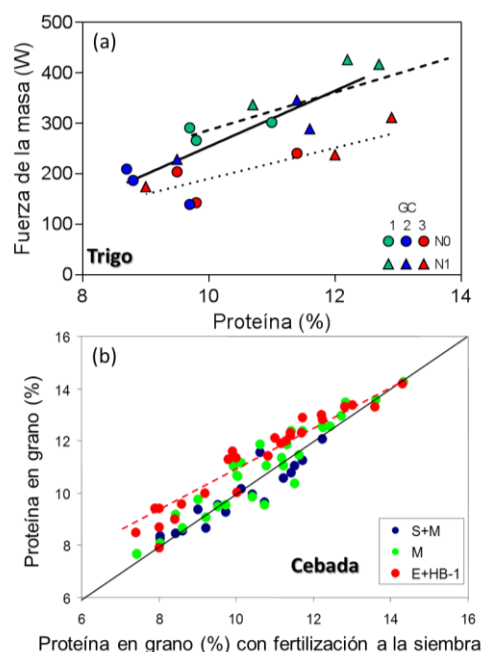 (a)
Fuerza de la masa (W)
500
400
300
200
100
0
Trigo
GC
1 2 3
N0
N1
8 10 12 14
Proteína (%)
(b)
Proteína en grano (%)
16
14
12
10
8
6
Cebada
S+M
M
E+HB-1
6 8 10 12 14 16
Proteína en grano (%) con fertilización a la siembra